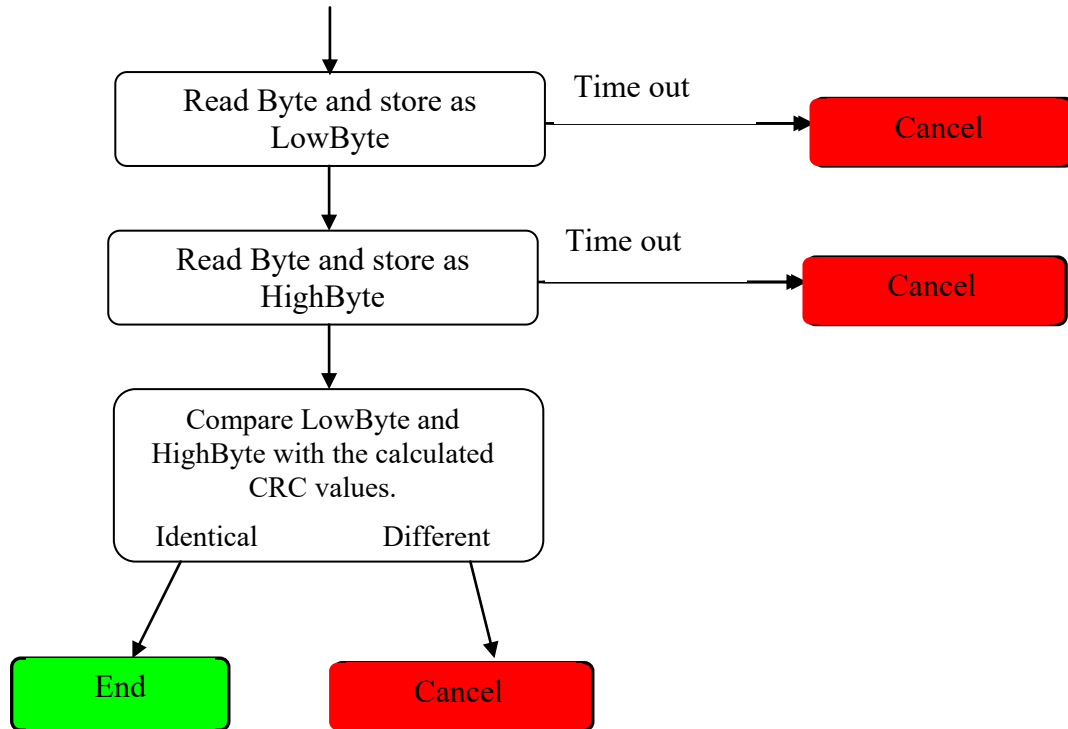 Read Byte and store as
LowByte
Time out
Cancel
Read Byte and store as
HighByte
Time out
Cancel
Compare LowByte and
HighByte with the calculated
CRC values.
Identical
Different
End
Cancel